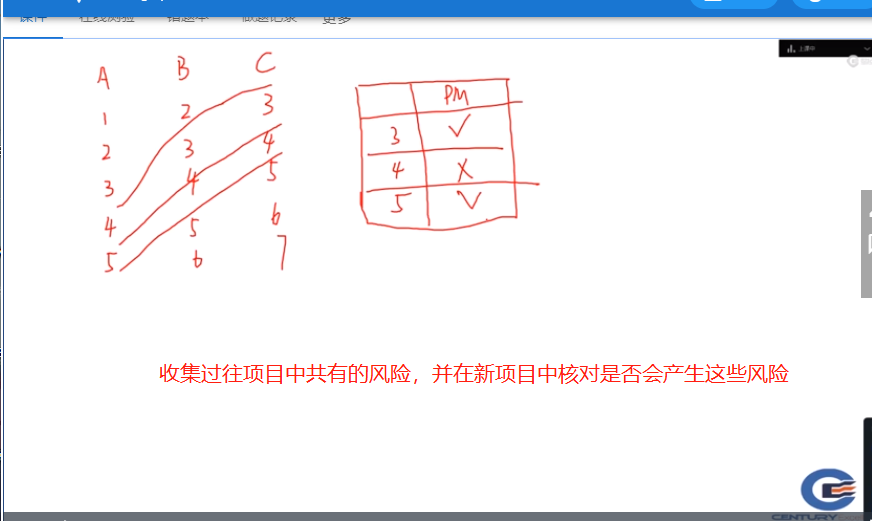 课件 在线测验 错题本 做题记录 更多
上课中
A B C
1 2 3
2 3 4
3 4 5
4 5 6
5 6 7
PM
3 ✓
4 X
5 ✓
收集过往项目中共有的风险，并在新项目中核对是否会产生这些风险
CENTURY